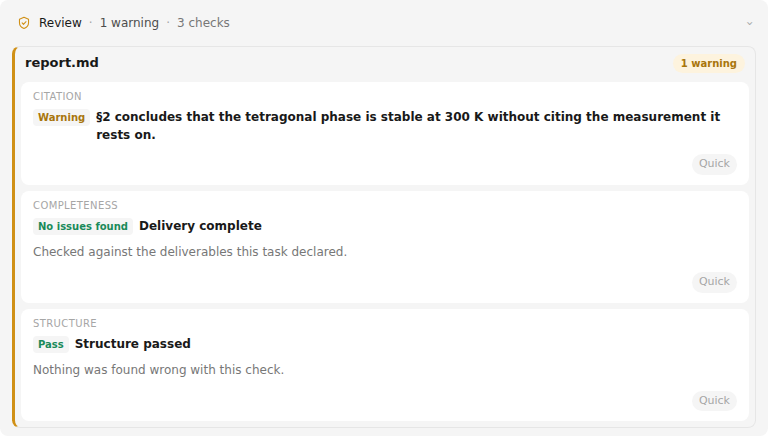 Review · 1 warning · 3 checks
report.md
1 warning
CITATION
Warning §2 concludes that the tetragonal phase is stable at 300 K without citing the measurement it
rests on.
Quick
COMPLETENESS
No issues found Delivery complete
Checked against the deliverables this task declared.
Quick
STRUCTURE
Pass Structure passed
Nothing was found wrong with this check.
Quick